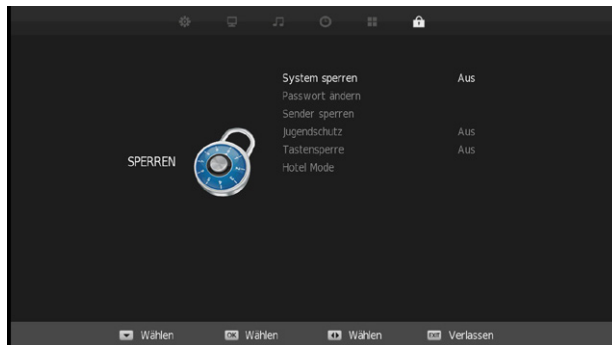 System sperren Aus
Passwort ändern
Sender sperren
Jugendschutz Aus
Tastensperre Aus
Hotel Mode
SPERREN
Wählen OK Wählen Wählen EXIT Verlassen